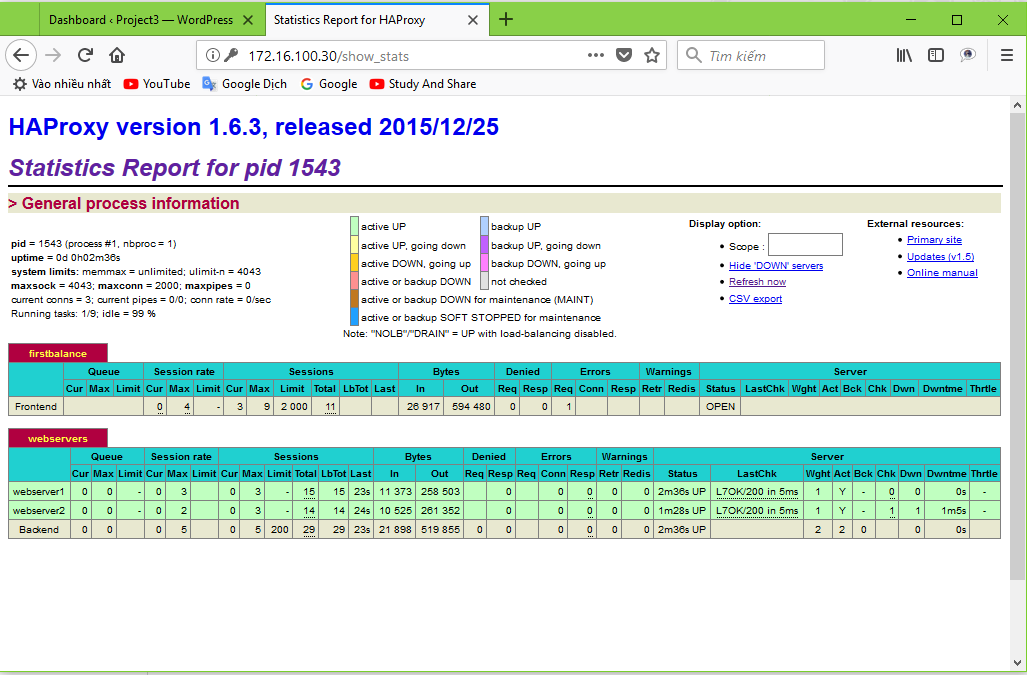 Dashboard ‹ Project3 — WordPress
Statistics Report for HAProxy
172.16.100.30/show_stats
Tìm kiếm
Vào nhiều nhất YouTube Google Dịch Google Study And Share
HAProxy version 1.6.3, released 2015/12/25
Statistics Report for pid 1543
> General process information
pid = 1543 (process #1, nbproc = 1)
uptime = 0d 0h02m36s
system limits: memmax = unlimited; ulimit-n = 4043
maxsock = 4043; maxconn = 2000; maxpipes = 0
current conns = 3; current pipes = 0/0; conn rate = 0/sec
Running tasks: 1/9; idle = 99 %
active UP backup UP
active UP, going down backup UP, going down
active DOWN, going up backup DOWN, going up
active or backup DOWN not checked
active or backup DOWN for maintenance (MAINT)
active or backup SOFT STOPPED for maintenance
Note: "NOLB"/"DRAIN" = UP with load-balancing disabled.
Display option:
Scope :
Hide 'DOWN' servers
Refresh now
CSV export
External resources:
Primary site
Updates (v1.5)
Online manual
firstbalance
Queue Session rate Sessions Bytes Denied Errors Warnings Server
Cur Max Limit Cur Max Limit Cur Max Limit Total LbTot Last In Out Req Resp Req Conn Resp Retr Redis Status LastChk Wght Act Bck Chk Dwn Dwntme Thrtle
Frontend 0 4 - 3 9 2 000 11 26 917 594 480 0 0 1 OPEN
webservers
Queue Session rate Sessions Bytes Denied Errors Warnings Server
Cur Max Limit Cur Max Limit Cur Max Limit Total LbTot Last In Out Req Resp Req Conn Resp Retr Redis Status LastChk Wght Act Bck Chk Dwn Dwntme Thrtle
webserver1 0 0 - 0 3 0 3 - 15 15 23s 11 373 258 503 0 0 0 0 0 2m36s UP L7OK/200 in 5ms 1 Y - 0 0 0s -
webserver2 0 0 - 0 2 0 3 - 14 14 24s 10 525 261 352 0 0 0 0 0 1m28s UP L7OK/200 in 5ms 1 Y - 1 1 1m5s -
Backend 0 0 0 5 0 5 200 29 29 23s 21 898 519 855 0 0 0 0 0 0 2m36s UP 2 2 0 0 0s